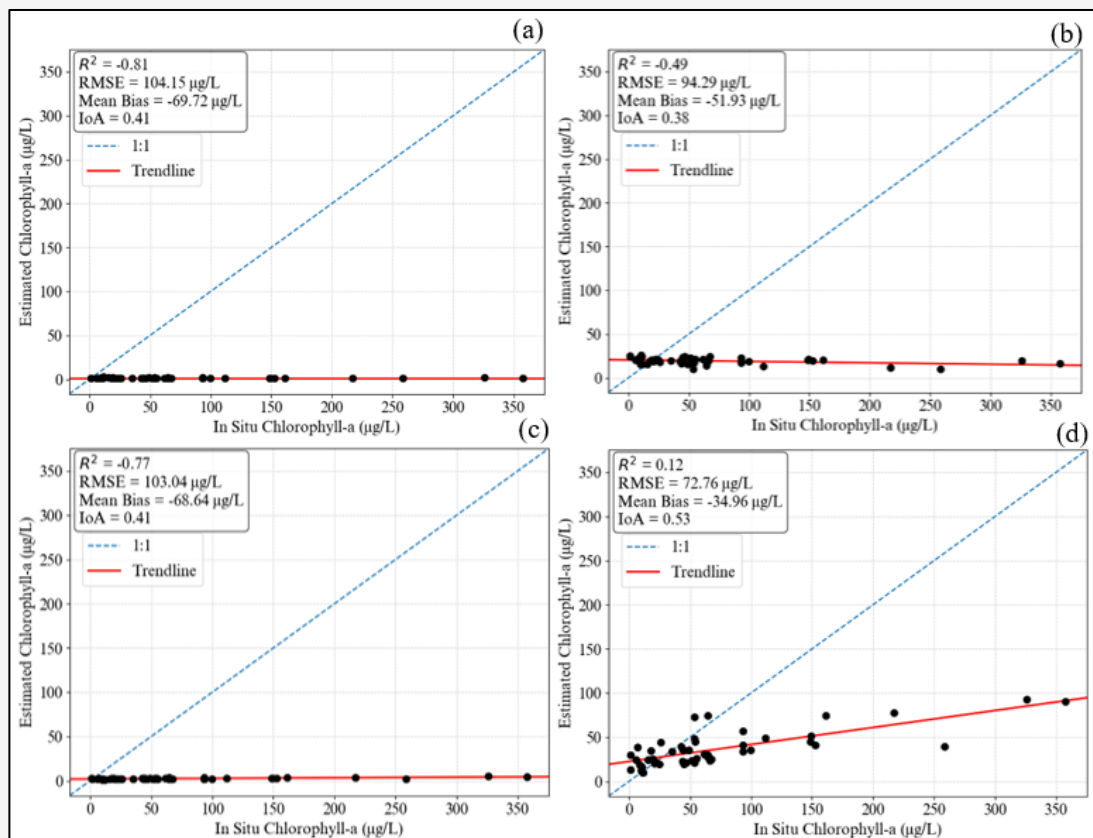 (a)
R² = -0.81
RMSE = 104.15 µg/L
Mean Bias = -69.72 µg/L
IoA = 0.41
1:1
Trendline
Estimated Chlorophyll-a (µg/L)
350
300
250
200
150
100
50
0
0 50 100 150 200 250 300 350
In Situ Chlorophyll-a (µg/L)
(b)
R² = -0.49
RMSE = 94.29 µg/L
Mean Bias = -51.93 µg/L
IoA = 0.38
1:1
Trendline
Estimated Chlorophyll-a (µg/L)
350
300
250
200
150
100
50
0
0 50 100 150 200 250 300 350
In Situ Chlorophyll-a (µg/L)
(c)
R² = -0.77
RMSE = 103.04 µg/L
Mean Bias = -68.64 µg/L
IoA = 0.41
1:1
Trendline
Estimated Chlorophyll-a (µg/L)
350
300
250
200
150
100
50
0
0 50 100 150 200 250 300 350
In Situ Chlorophyll-a (µg/L)
(d)
R² = 0.12
RMSE = 72.76 µg/L
Mean Bias = -34.96 µg/L
IoA = 0.53
1:1
Trendline
Estimated Chlorophyll-a (µg/L)
350
300
250
200
150
100
50
0
0 50 100 150 200 250 300 350
In Situ Chlorophyll-a (µg/L)